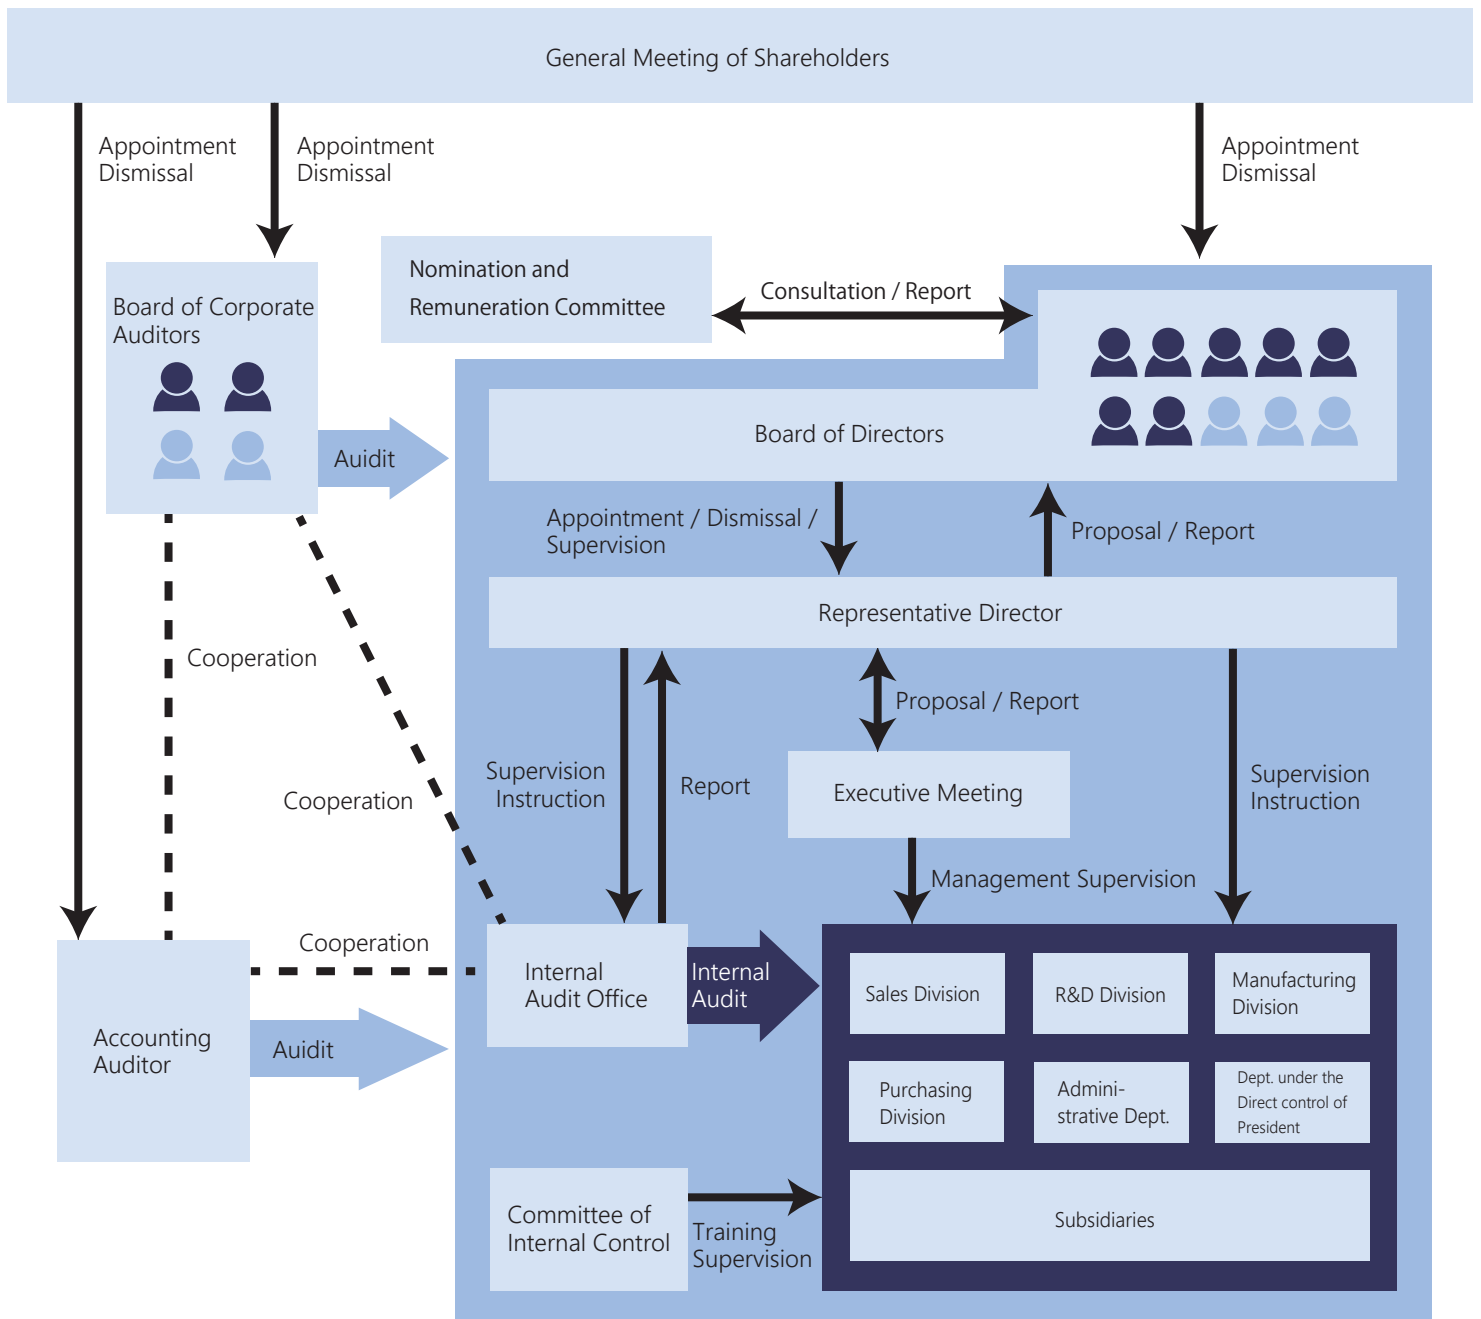 General Meeting of Shareholders
Appointment
Dismissal
Appointment
Dismissal
Appointment
Dismissal
Nomination and
Remuneration Committee
Consultation / Report
Board of Corporate
Auditors
Auidit
Board of Directors
Appointment / Dismissal /
Supervision
Proposal / Report
Representative Director
Cooperation
Proposal / Report
Supervision
Instruction
Report
Executive Meeting
Supervision
Instruction
Cooperation
Management Supervision
Cooperation
Internal
Audit Office
Internal
Audit
Sales Division
R&D Division
Manufacturing
Division
Accounting
Auditor
Auidit
Purchasing
Division
Admini-
strative Dept.
Dept. under the
Direct control of
President
Committee of
Internal Control
Training
Supervision
Subsidiaries